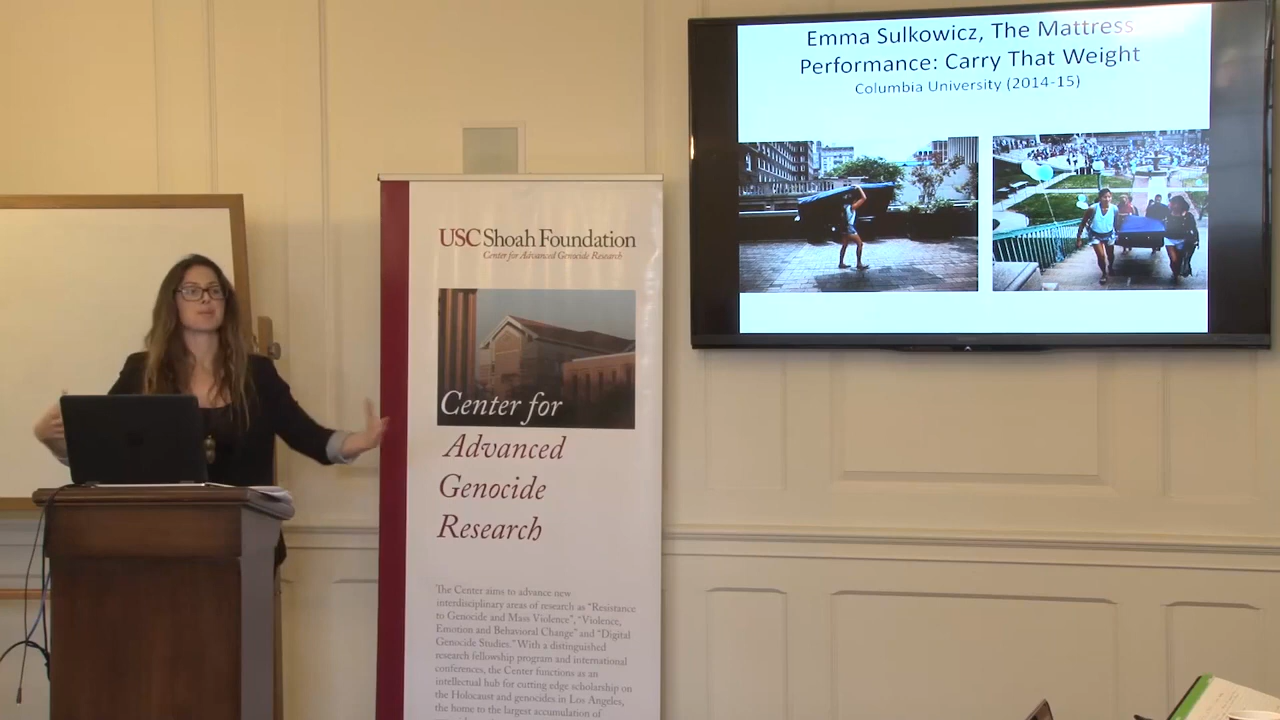 Emma Sulkowicz, The Mattress
Performance: Carry That Weight
Columbia University (2014-15)
USC Shoah Foundation
Center for Advanced Genocide Research
Center for
Advanced
Genocide
Research
The Center aims to advance new
interdisciplinary areas of research as "Resistance
to Genocide and Mass Violence", "Violence,
Emotion and Behavioral Change" and "Digital
Genocide Studies." With a distinguished
research fellowship program and international
conferences, the Center functions as an
intellectual hub for cutting edge scholarship on
the Holocaust and genocides in Los Angeles,
the home to the largest accumulation of